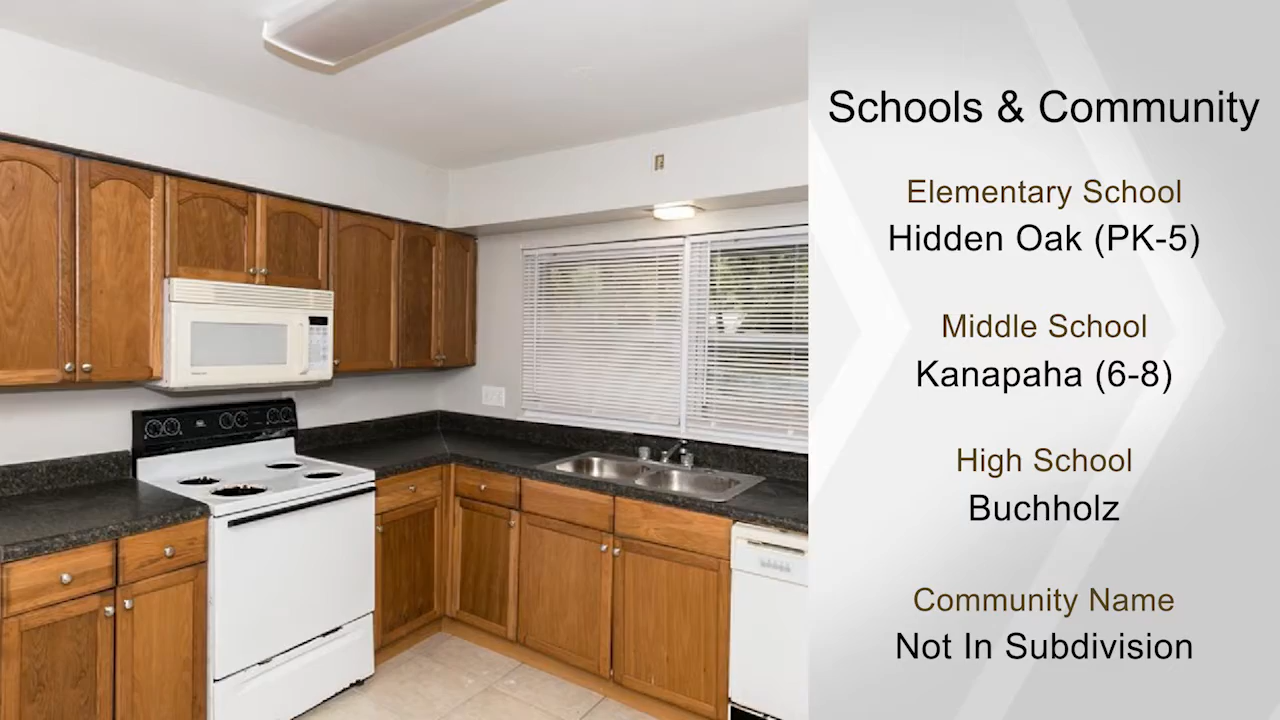 Schools & Community
Elementary School
Hidden Oak (PK-5)
Middle School
Kanapaha (6-8)
High School
Buchholz
Community Name
Not In Subdivision